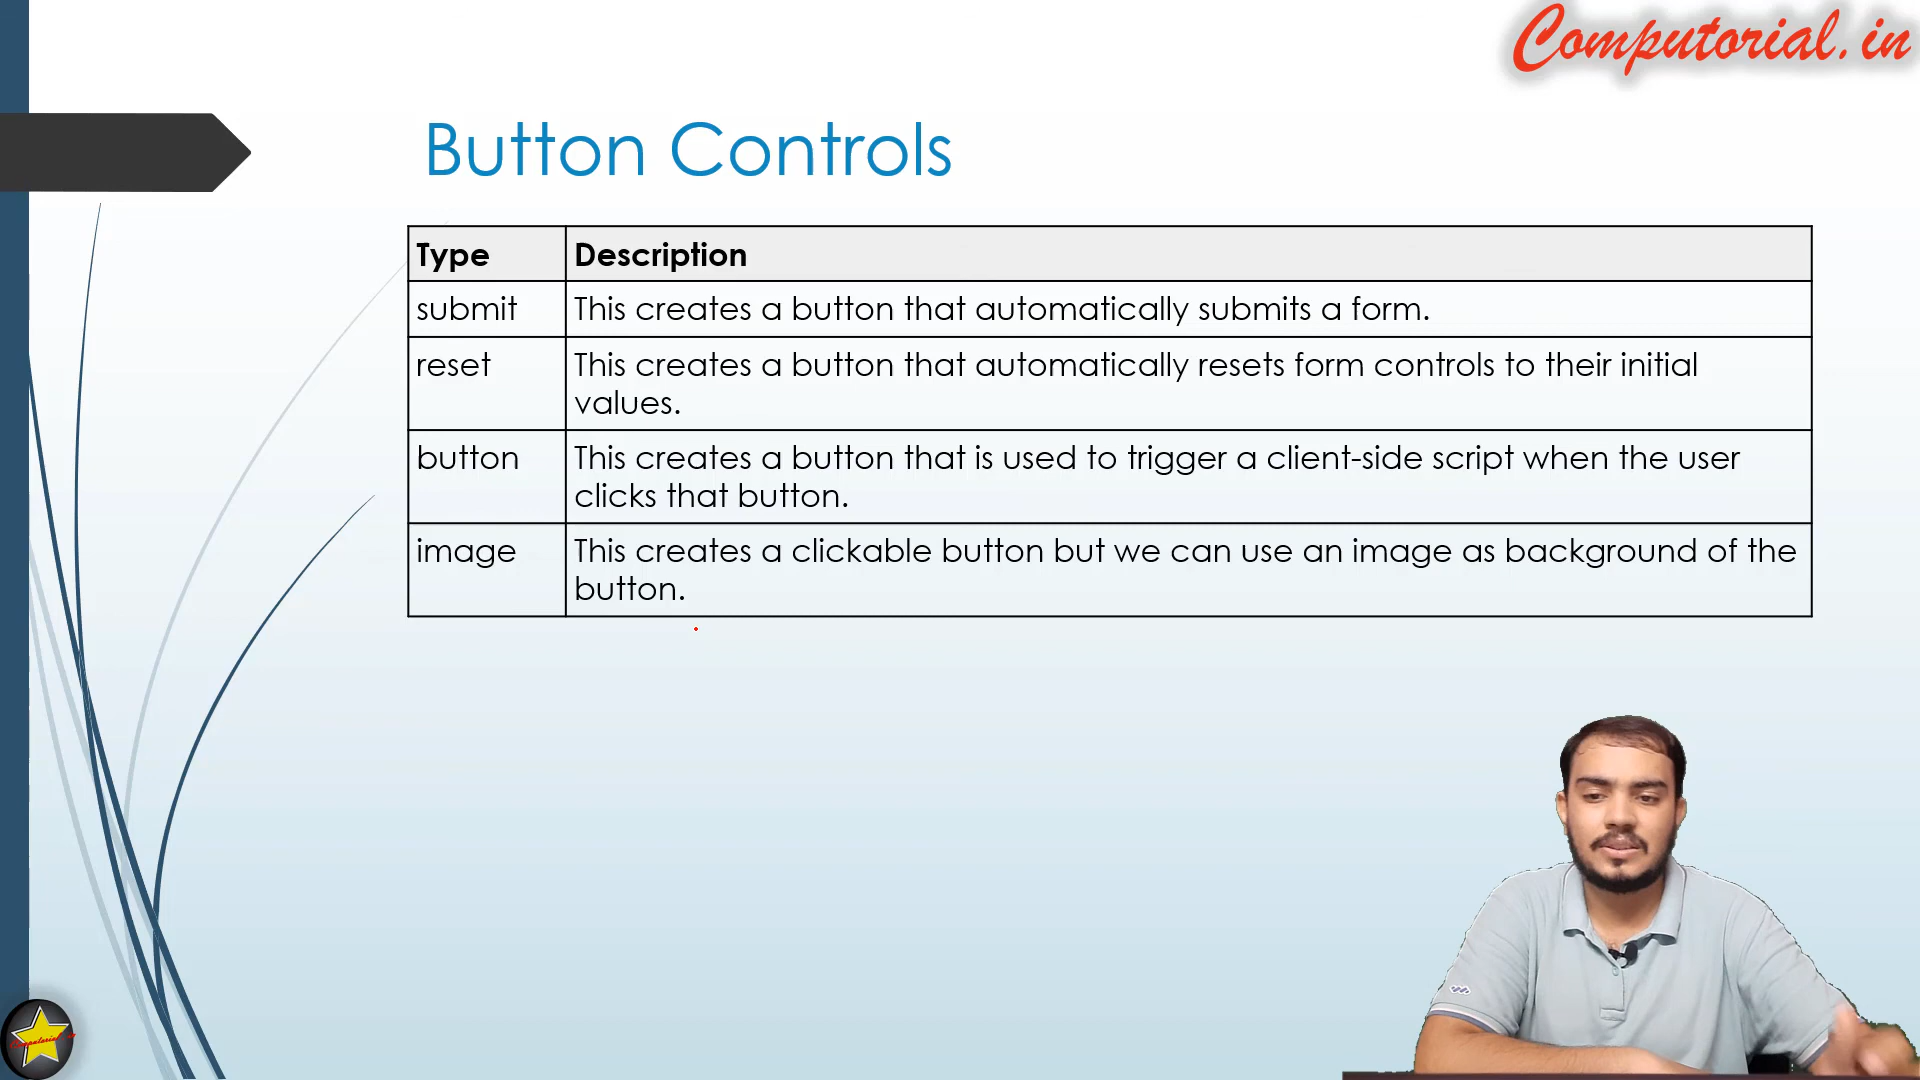 Computorial.in
Button Controls
Type Description
submit This creates a button that automatically submits a form.
reset This creates a button that automatically resets form controls to their initial
values.
button This creates a button that is used to trigger a client-side script when the user
clicks that button.
image This creates a clickable button but we can use an image as background of the
button.